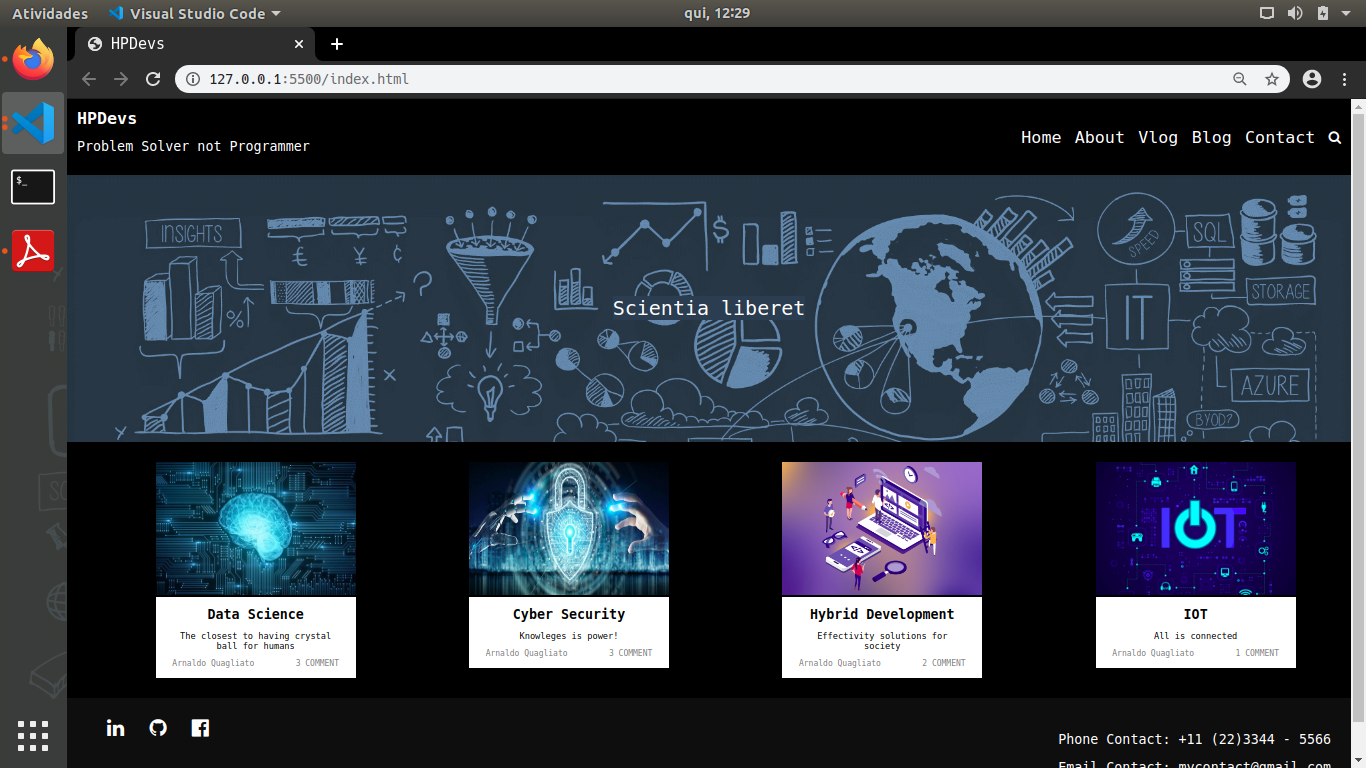 Atividades Visual Studio Code qui, 12:29
HPDevs
127.0.0.1:5500/index.html
HPDevs
Problem Solver not Programmer
Home About Vlog Blog Contact
INSIGHTS
SPEED
SQL
STORAGE
IT
AZURE
BYOD?
Scientia liberet
IOT
Data Science
The closest to having crystal
ball for humans
Arnaldo Quagliato 3 COMMENT
Cyber Security
Knowleges is power!
Arnaldo Quagliato 3 COMMENT
Hybrid Development
Effectivity solutions for
society
Arnaldo Quagliato 2 COMMENT
IOT
All is connected
Arnaldo Quagliato 1 COMMENT
Phone Contact: +11 (22)3344 - 5566
Email Contact: mycontact@gmail.com